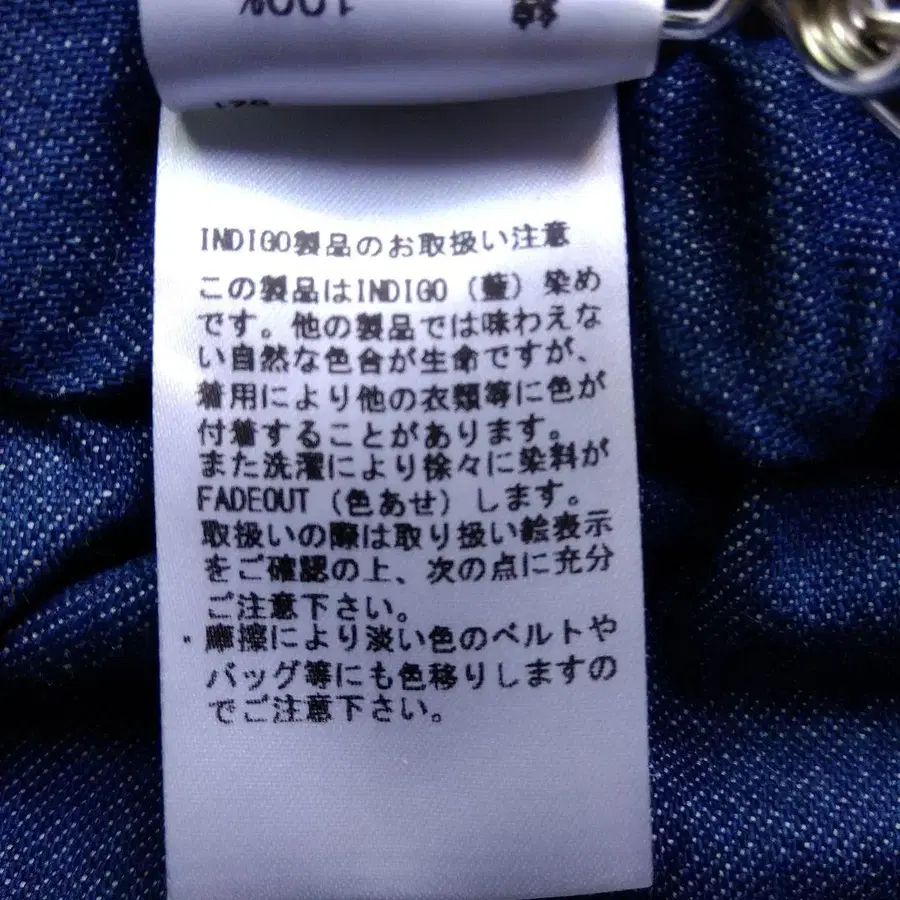 綿
100%
INDIGO製品のお取扱い注意
この製品はINDIGO（藍）染め
です。他の製品では味わえな
い自然な色合が生命ですが、
着用により他の衣類等に色が
付着することがあります。
また洗濯により徐々に染料が
FADEOUT（色あせ）します。
取扱いの際は取り扱い絵表示
をご確認の上、次の点に充分
ご注意下さい。
・摩擦により淡い色のベルトや
バッグ等にも色移りしますの
でご注意下さい。